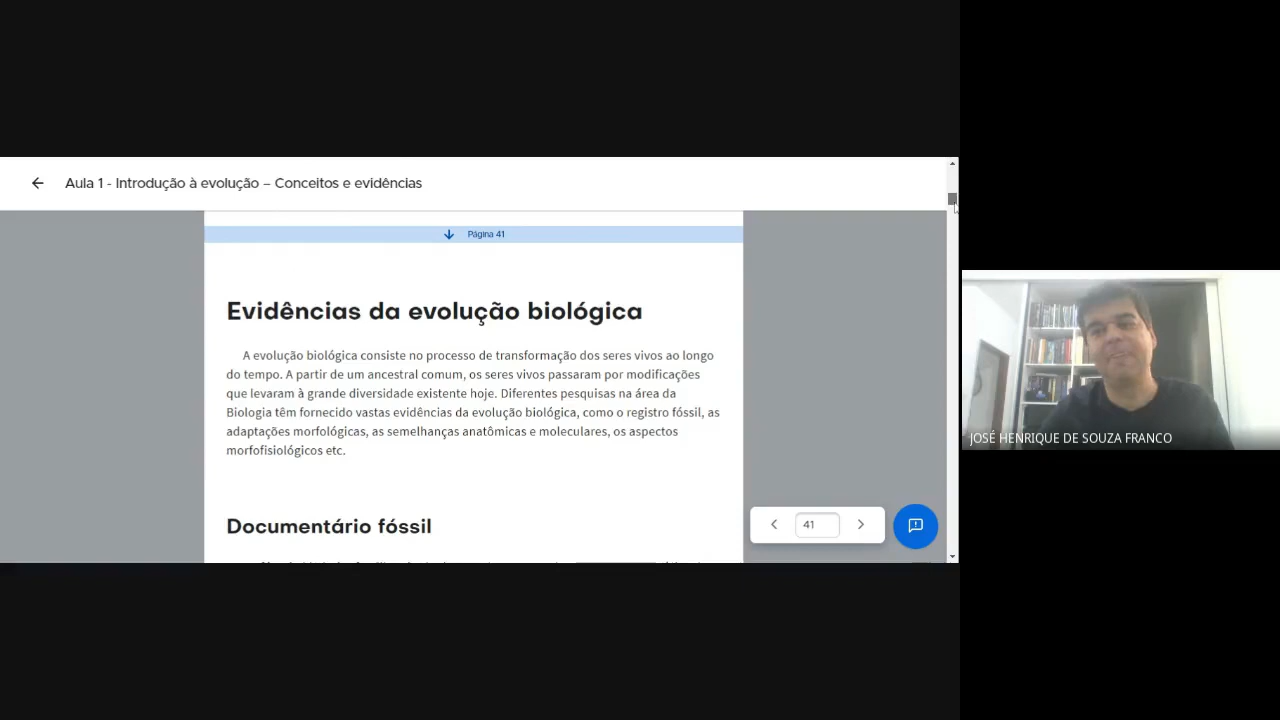 Aula 1 - Introdução à evolução – Conceitos e evidências
Página 41
Evidências da evolução biológica
A evolução biológica consiste no processo de transformação dos seres vivos ao longo
do tempo. A partir de um ancestral comum, os seres vivos passaram por modificações
que levaram à grande diversidade existente hoje. Diferentes pesquisas na área da
Biologia têm fornecido vastas evidências da evolução biológica, como o registro fóssil, as
adaptações morfológicas, as semelhanças anatômicas e moleculares, os aspectos
morfofisiológicos etc.
Documentário fóssil
41
JOSÉ HENRIQUE DE SOUZA FRANCO